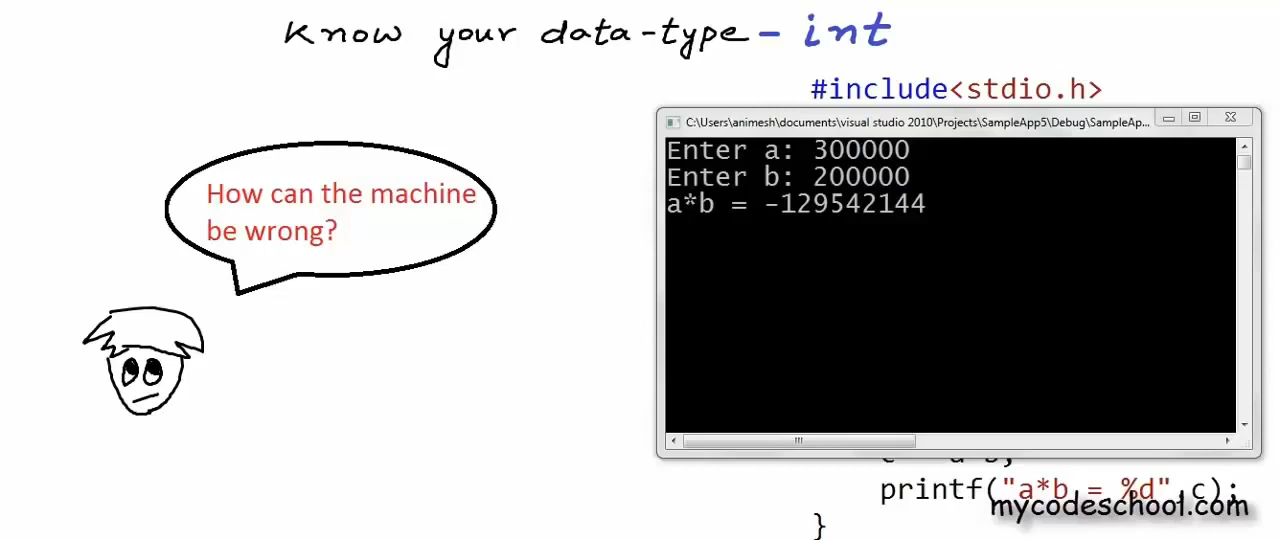 Know your data-type - int
#include<stdio.h>
C:\Users\animesh\documents\visual studio 2010\Projects\SampleApp5\Debug\SampleAp...
Enter a: 300000
Enter b: 200000
a*b = -129542144
How can the machine
be wrong?
printf("a*b = %d",c);
mycodeschool.com
}